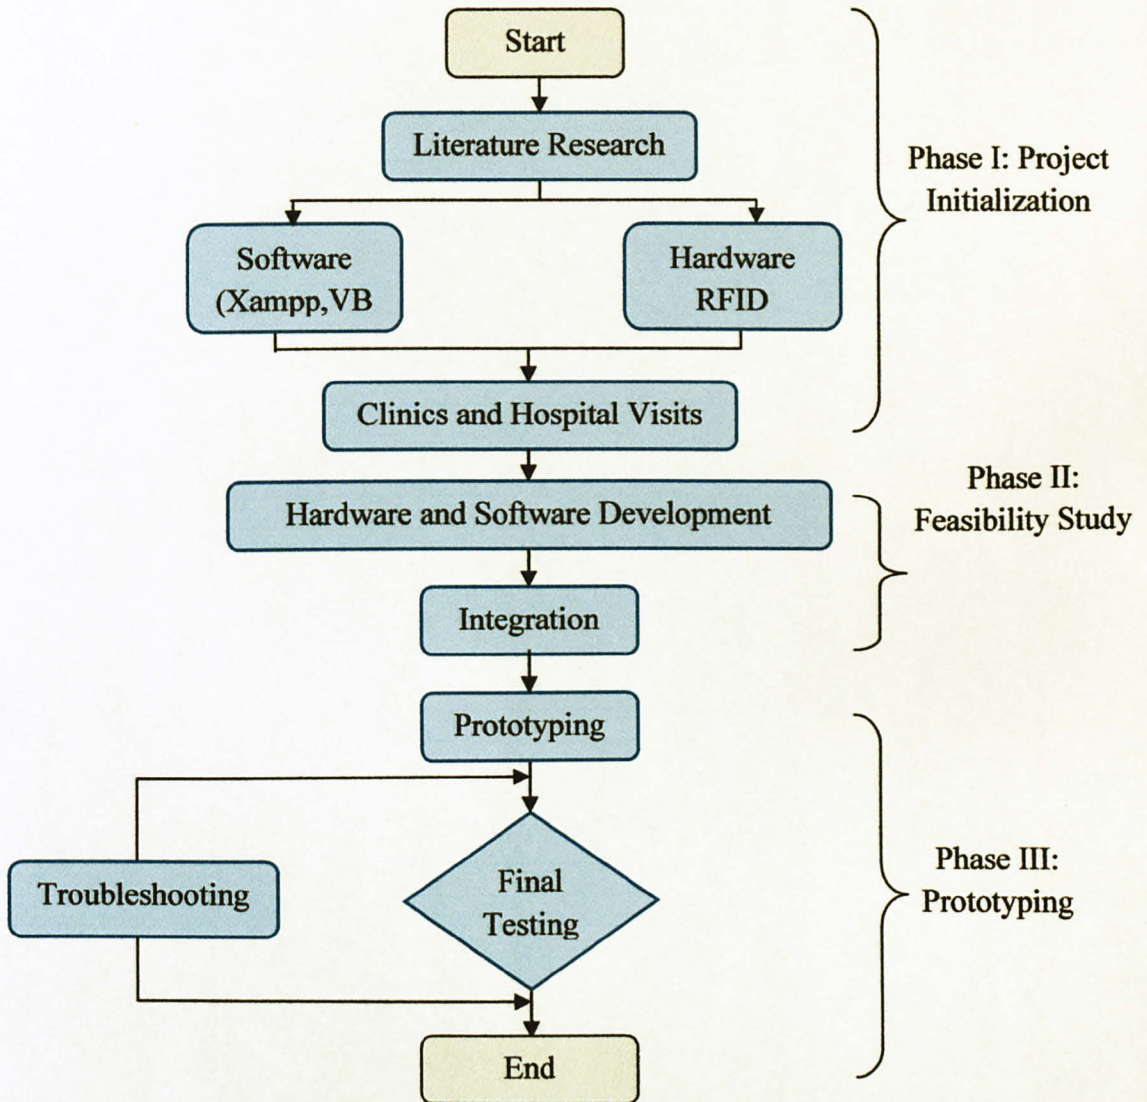 Start
Literature Research
Phase I: Project
Initialization
Software
(Xampp,VB
Hardware
RFID
Clinics and Hospital Visits
Phase II:
Feasibility Study
Hardware and Software Development
Integration
Prototyping
Phase III:
Prototyping
Troubleshooting
Final
Testing
End